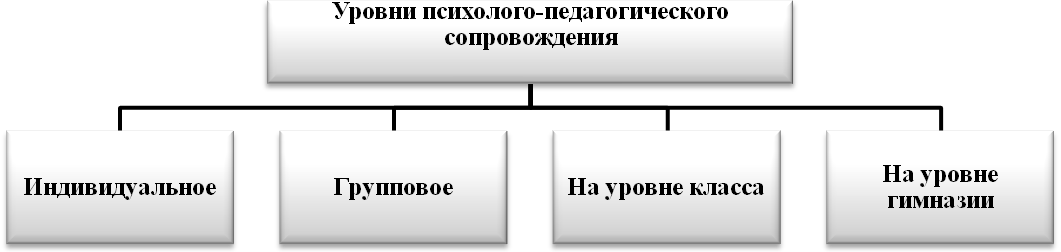 Уровни психолого-педагогического
сопровождения
Индивидуальное
Групповое
На уровне класса
На уровне
гимназии